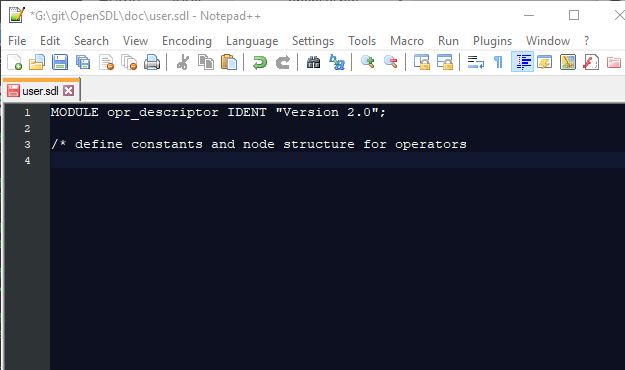 *G:\git\OpenSDL\doc\user.sdl - Notepad++
File Edit Search View Encoding Language Settings Tools Macro Run Plugins Window ?
user.sdl
1 MODULE opr_descriptor IDENT "Version 2.0";
2
3 /* define constants and node structure for operators
4